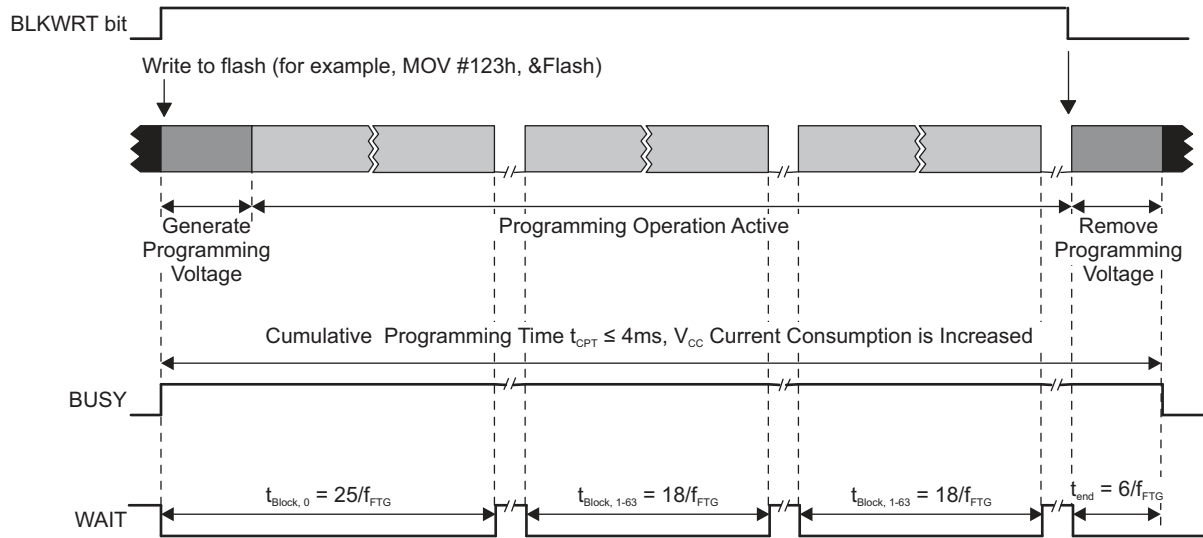 BLKWRT bit
Write to flash (for example, MOV #123h, &Flash)
Generate
Programming
Voltage
Programming Operation Active
Remove
Programming
Voltage
Cumulative Programming Time tCPT ≤ 4ms, VCC Current Consumption is Increased
BUSY
WAIT
tBlock, 0 = 25/fFTG
tBlock, 1-63 = 18/fFTG
tBlock, 1-63 = 18/fFTG
tend = 6/fFTG